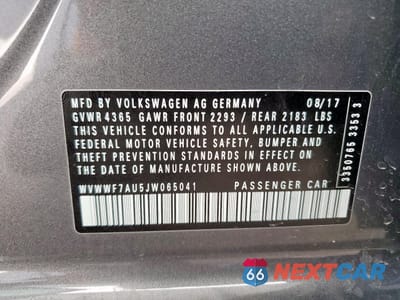 MFD BY VOLKSWAGEN AG GERMANY 08/17
GVWR 4365 GAWR FRONT 2293 / REAR 2183 LBS
THIS VEHICLE CONFORMS TO ALL APPLICABLE U.S.
FEDERAL MOTOR VEHICLE SAFETY, BUMPER AND
THEFT PREVENTION STANDARDS IN EFFECT ON
THE DATE OF MANUFACTURE SHOWN ABOVE.
WVWWF7AU5JW065041 PASSENGER CAR
3350765 3353 3
66 NEXTCAR